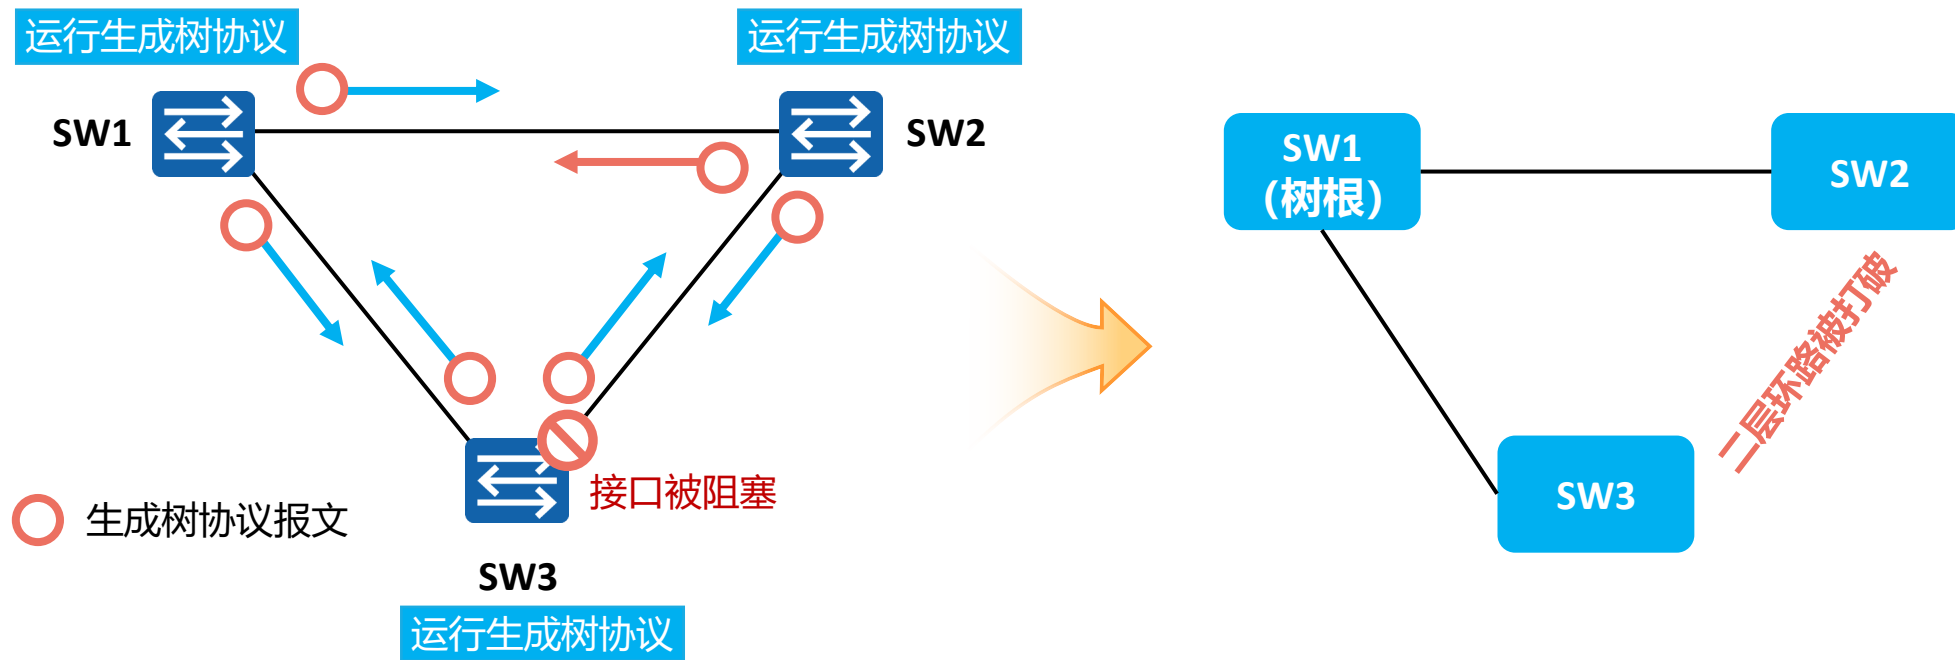 运行生成树协议
运行生成树协议
SW1
SW2
SW1
(树根)
SW2
二层环路被打破
接口被阻塞
SW3
生成树协议报文
SW3
运行生成树协议